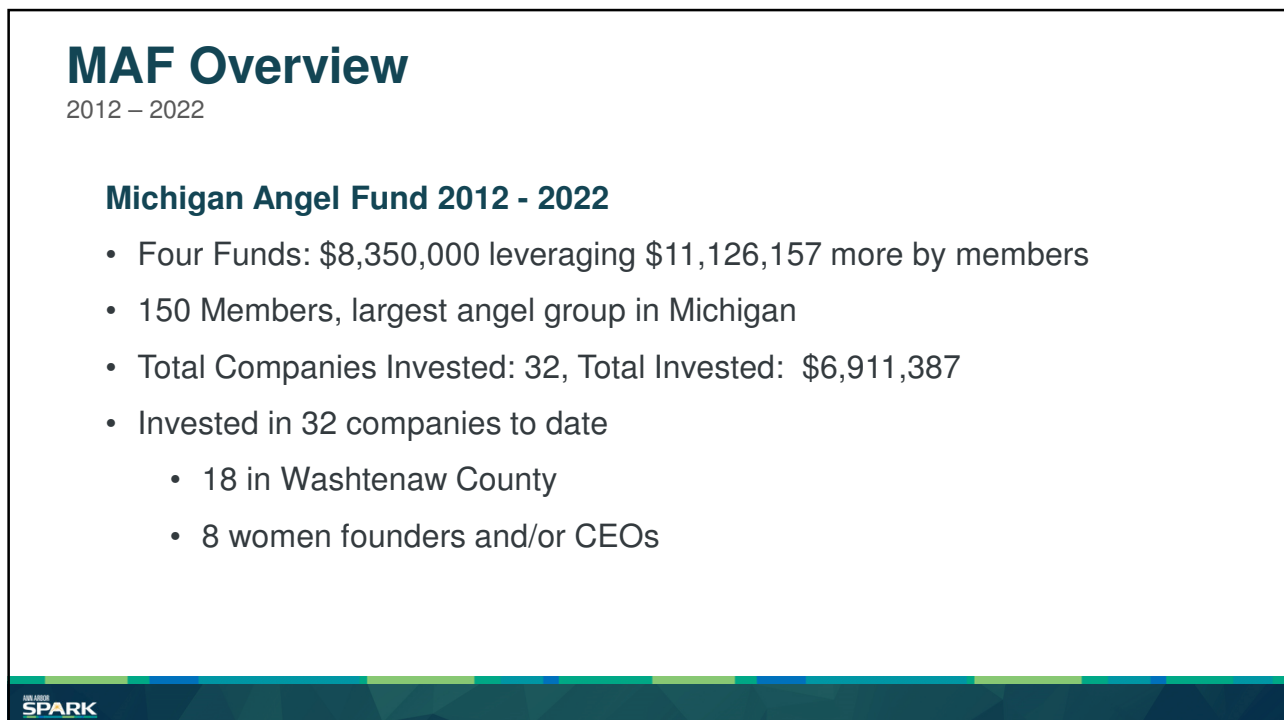 MAF Overview
2012 – 2022
Michigan Angel Fund 2012 - 2022
• Four Funds: $8,350,000 leveraging $11,126,157 more by members
• 150 Members, largest angel group in Michigan
• Total Companies Invested: 32, Total Invested:  $6,911,387
• Invested in 32 companies to date
• 18 in Washtenaw County
• 8 women founders and/or CEOs
ANN ARBOR
SPARK